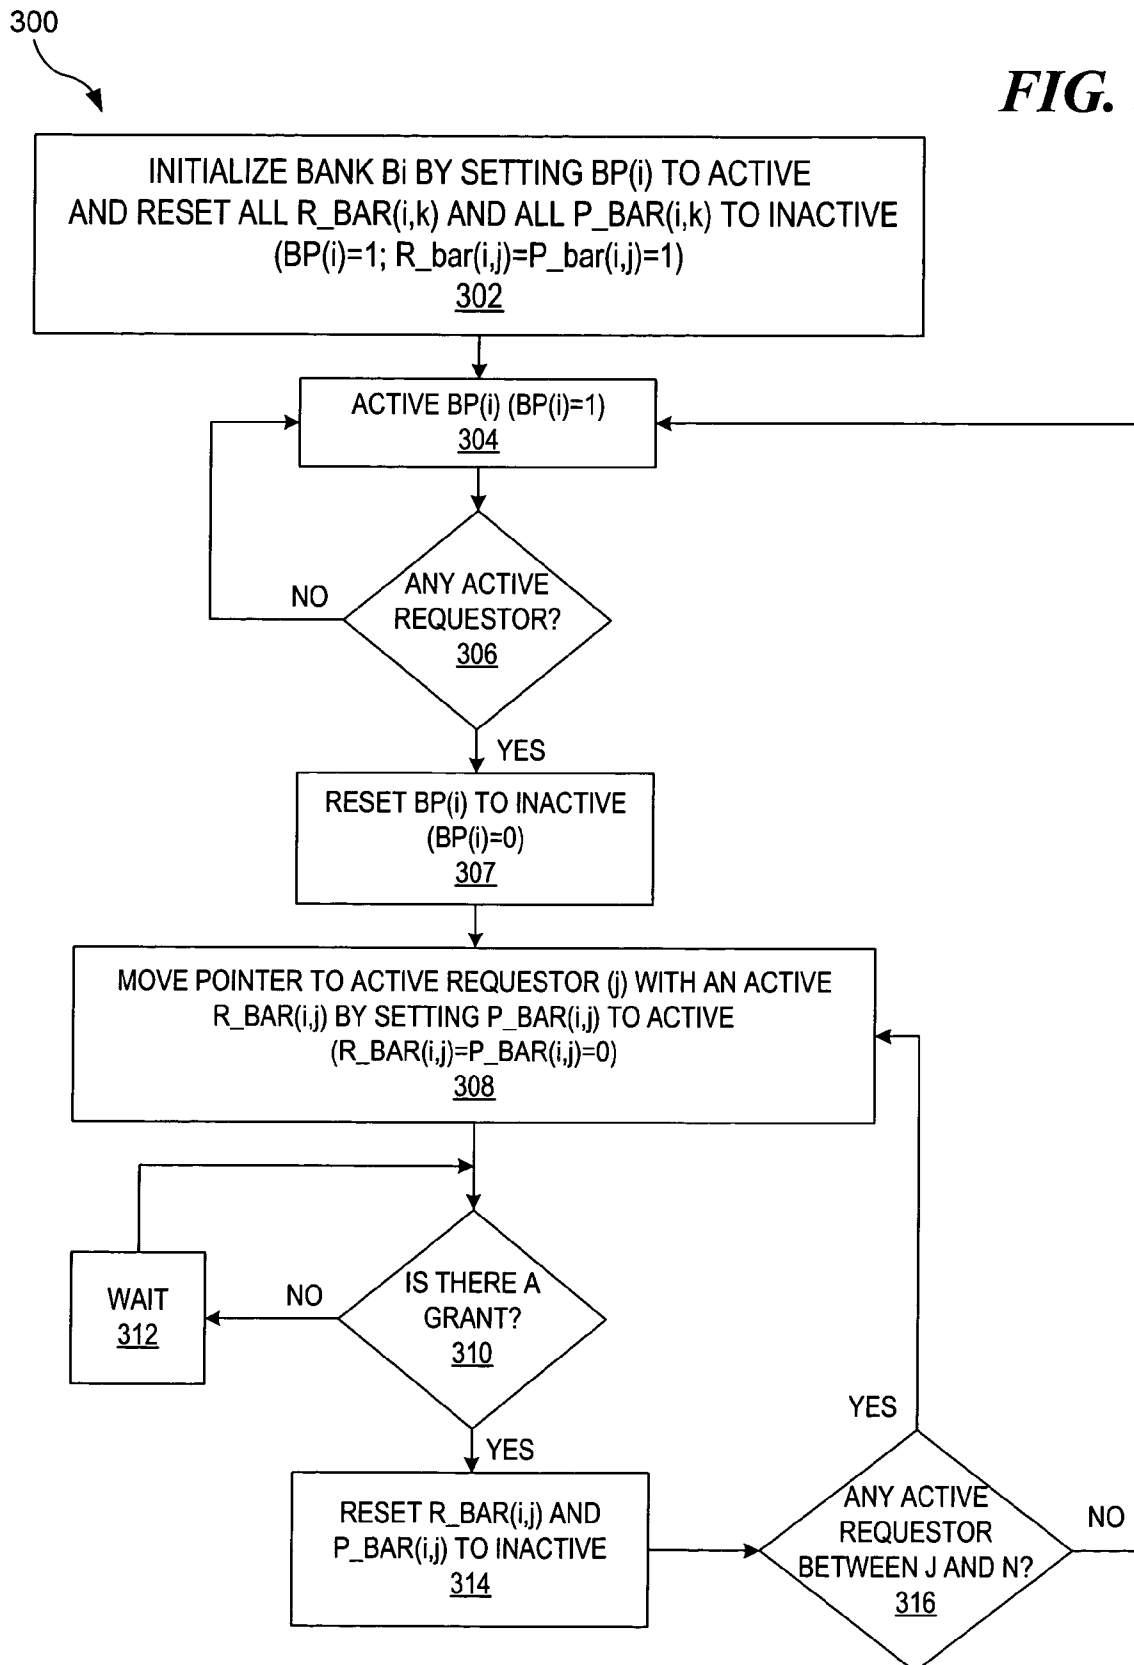 300
FIG.
INITIALIZE BANK Bi BY SETTING BP(i) TO ACTIVE
AND RESET ALL R_BAR(i,k) AND ALL P_BAR(i,k) TO INACTIVE
(BP(i)=1; R_bar(i,j)=P_bar(i,j)=1)
302
ACTIVE BP(i) (BP(i)=1)
304
NO
ANY ACTIVE
REQUESTOR?
306
YES
RESET BP(i) TO INACTIVE
(BP(i)=0)
307
MOVE POINTER TO ACTIVE REQUESTOR (j) WITH AN ACTIVE
R_BAR(i,j) BY SETTING P_BAR(i,j) TO ACTIVE
(R_BAR(i,j)=P_BAR(i,j)=0)
308
WAIT
312
NO
IS THERE A
GRANT?
310
YES
RESET R_BAR(i,j) AND
P_BAR(i,j) TO INACTIVE
314
YES
ANY ACTIVE
REQUESTOR
BETWEEN J AND N?
316
NO